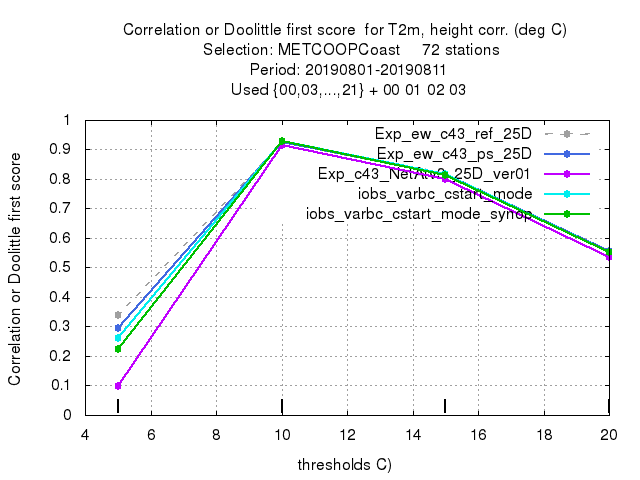 Correlation or Doolittle first score for T2m, height corr. (deg C)
Selection: METCOOPCoast 72 stations
Period: 20190801-20190811
Used {00,03,...,21} + 00 01 02 03
Correlation or Doolittle first score
1
0.9
0.8
0.7
0.6
0.5
0.4
0.3
0.2
0.1
0
Exp_ew_c43_ref_25D
Exp_ew_c43_ps_25D
25D_ver01
iobs_varbc_cstart_mode
iobs_varbc_cstart_mode_synop
4 6 8 10 12 14 16 18 20
thresholds C)